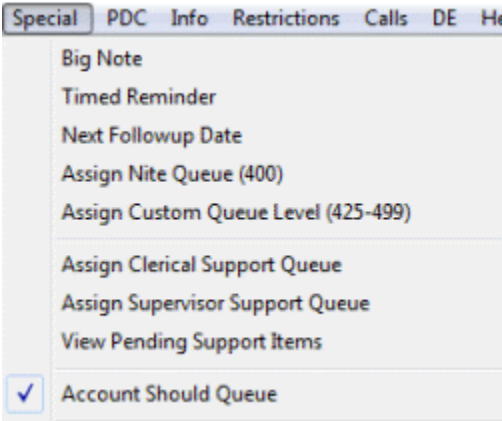 Special PDC Info Restrictions Calls DE
Big Note
Timed Reminder
Next Followup Date
Assign Nite Queue (400)
Assign Custom Queue Level (425-499)
Assign Clerical Support Queue
Assign Supervisor Support Queue
View Pending Support Items
Account Should Queue